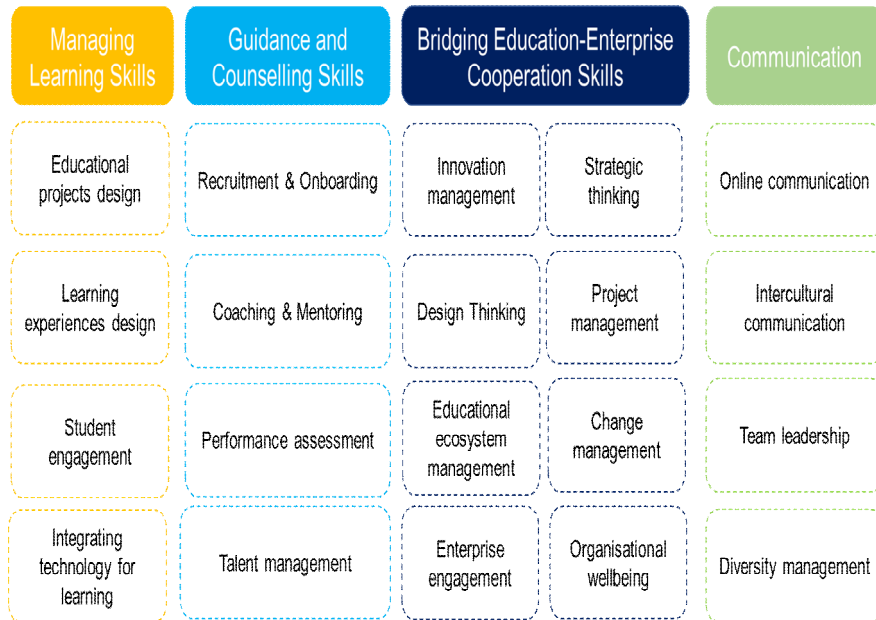 Managing
Learning Skills
Guidance and
Counselling Skills
Bridging Education-Enterprise
Cooperation Skills
Communication
Educational
projects design
Recruitment & Onboarding
Innovation
management
Strategic
thinking
Online communication
Learning
experiences design
Coaching & Mentoring
Design Thinking
Project
management
Intercultural
communication
Student
engagement
Performance assessment
Educational
ecosystem
management
Change
management
Team leadership
Integrating
technology for
learning
Talent management
Enterprise
engagement
Organisational
wellbeing
Diversity management